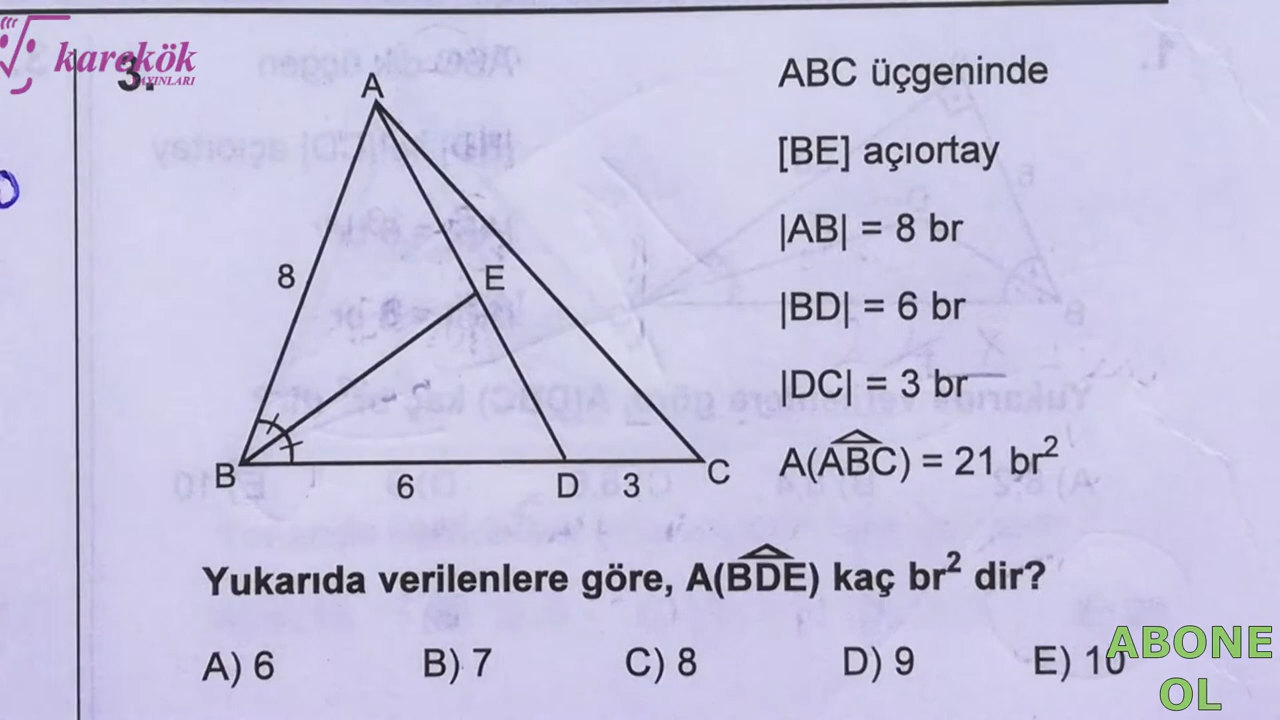 karekök
YAYINLARI
3.
ABC üçgeninde
[BE] açıortay
|AB| = 8 br
|BD| = 6 br
|DC| = 3 br
A(ABC) = 21 br²
A
8
E
B
6
D
3
C
Yukarıda verilenlere göre, A(BDE) kaç br² dir?
A) 6 B) 7 C) 8 D) 9 E) 10
ABONE
OL